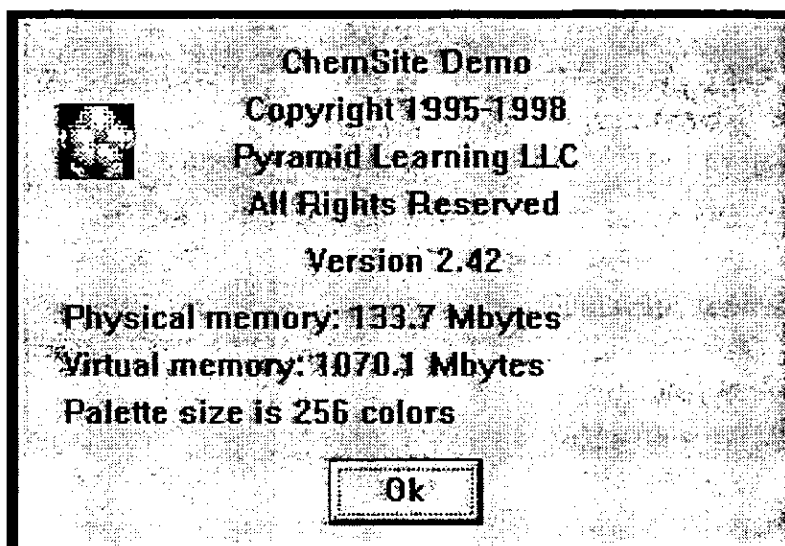 ChemSite Demo
Copyright 1995-1998
Pyramid Learning LLC
All Rights Reserved
Version 2.42
Physical memory: 133.7 Mbytes
Virtual memory: 1070.1 Mbytes
Palette size is 256 colors
Ok